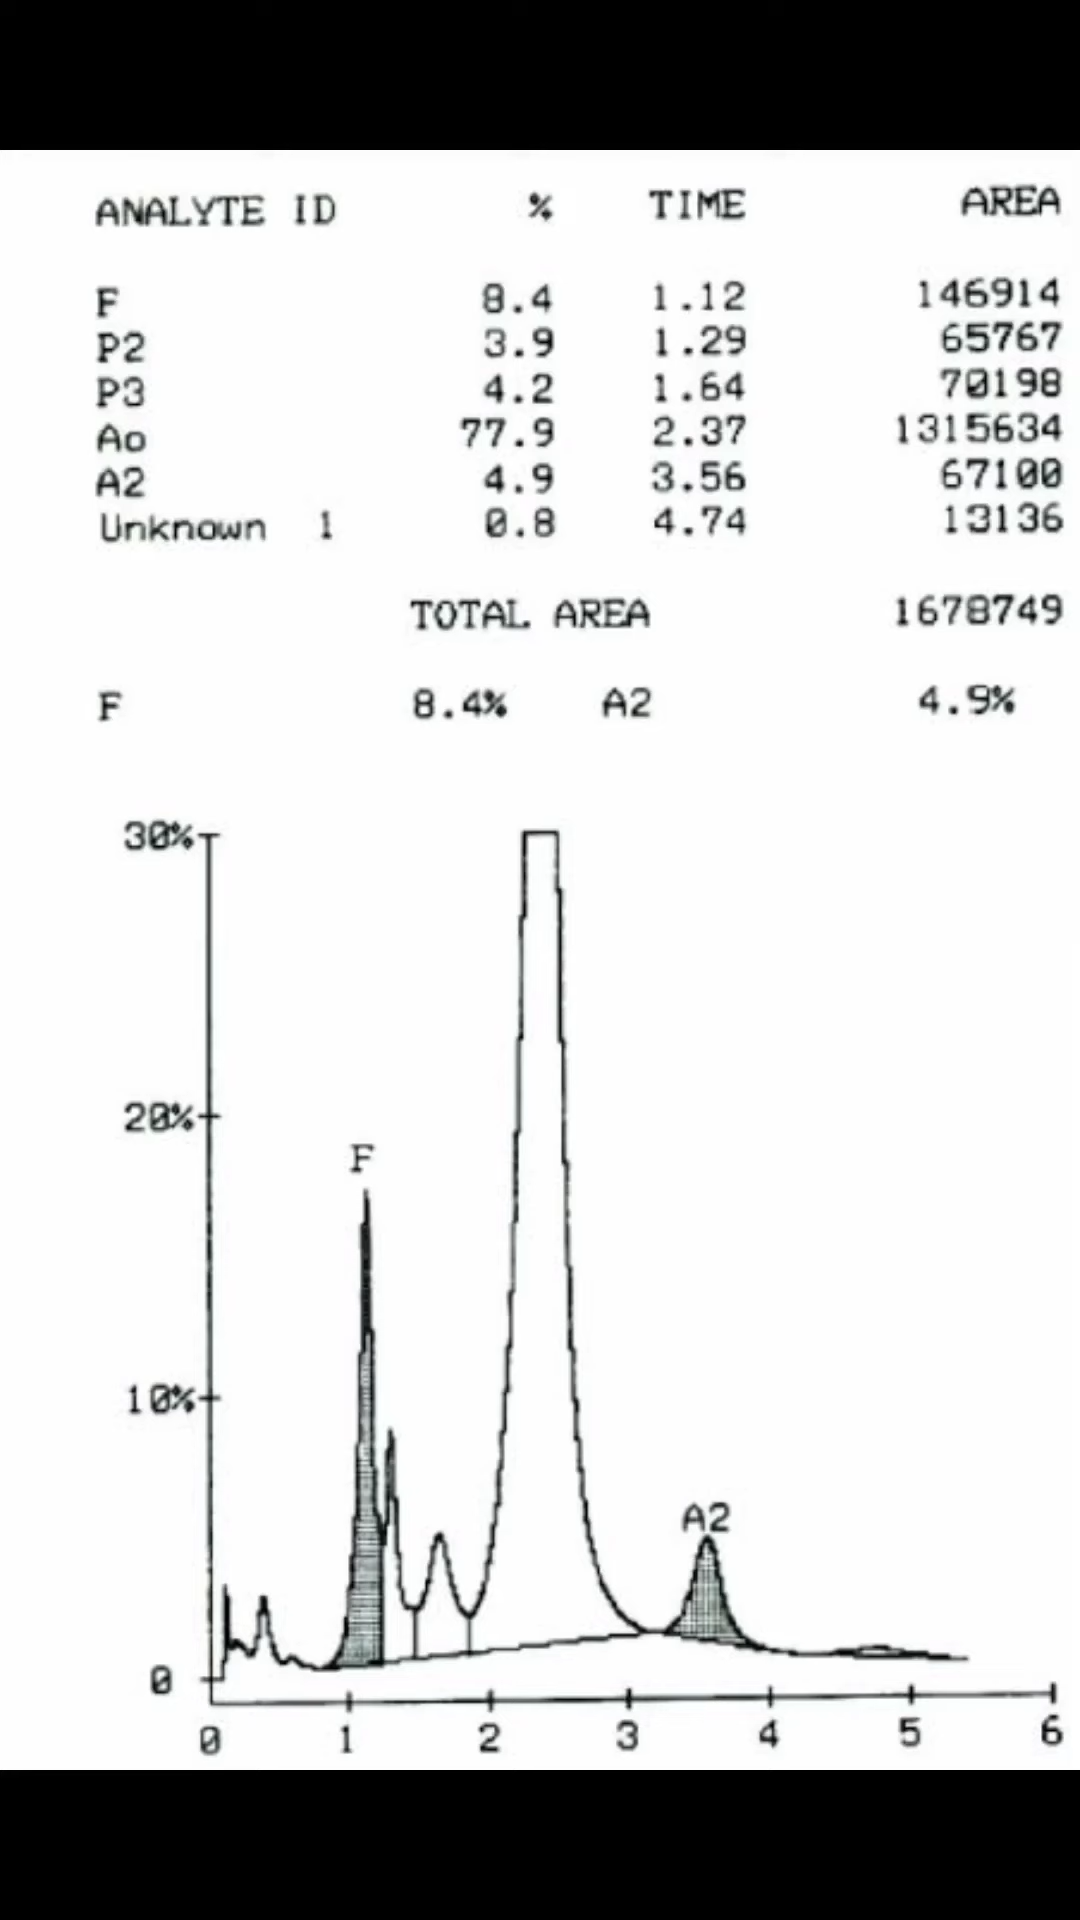 ANALYTE ID % TIME AREA
F 8.4 1.12 146914
P2 3.9 1.29 65767
P3 4.2 1.64 70198
Ao 77.9 2.37 1315634
A2 4.9 3.56 67100
Unknown 1 0.8 4.74 13136
TOTAL AREA 1678749
F 8.4% A2 4.9%
30%
20%
F
10%
A2
0
0 1 2 3 4 5 6